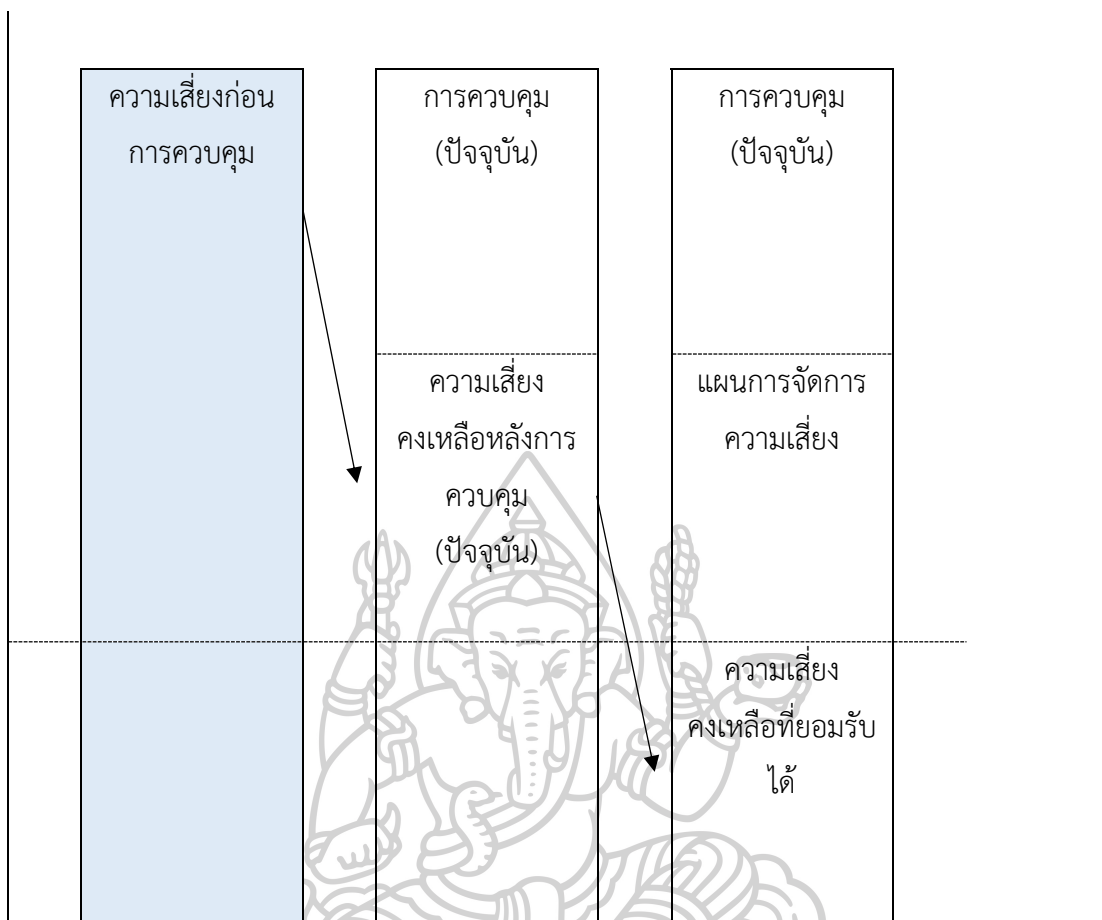 ความเสี่ยงก่อน
การควบคุม
การควบคุม
(ปัจจุบัน)
ความเสี่ยง
คงเหลือหลังการ
ควบคุม
(ปัจจุบัน)
การควบคุม
(ปัจจุบัน)
แผนการจัดการ
ความเสี่ยง
ความเสี่ยง
คงเหลือที่ยอมรับ
ได้